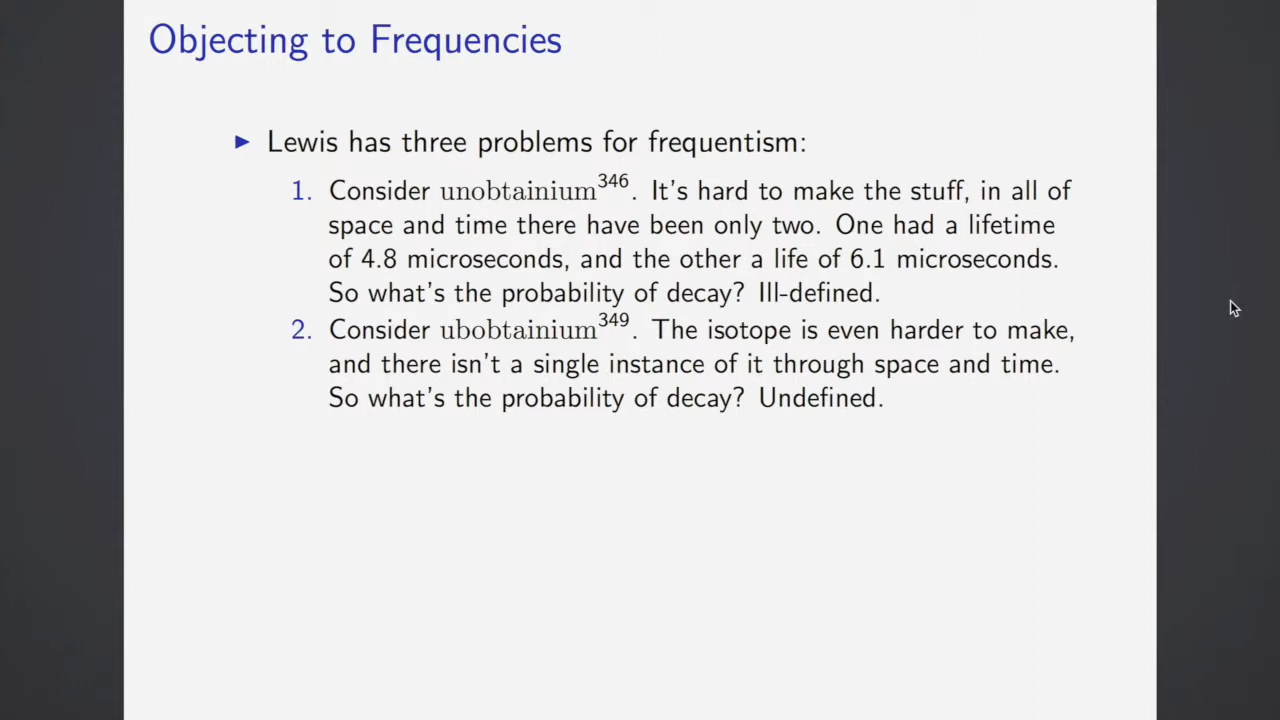 Objecting to Frequencies
▶ Lewis has three problems for frequentism:
1. Consider unobtainium³⁴⁶. It's hard to make the stuff, in all of
space and time there have been only two. One had a lifetime
of 4.8 microseconds, and the other a life of 6.1 microseconds.
So what's the probability of decay? Ill-defined.
2. Consider ubobtainium³⁴⁹. The isotope is even harder to make,
and there isn't a single instance of it through space and time.
So what's the probability of decay? Undefined.